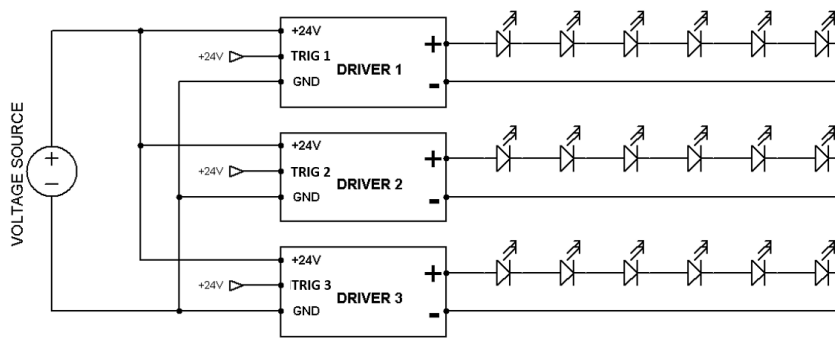 VOLTAGE SOURCE
+
−
+24V
+24V
TRIG 1
GND
DRIVER 1
+
-
+24V
+24V
TRIG 2
GND
DRIVER 2
+
-
+24V
+24V
TRIG 3
GND
DRIVER 3
+
-